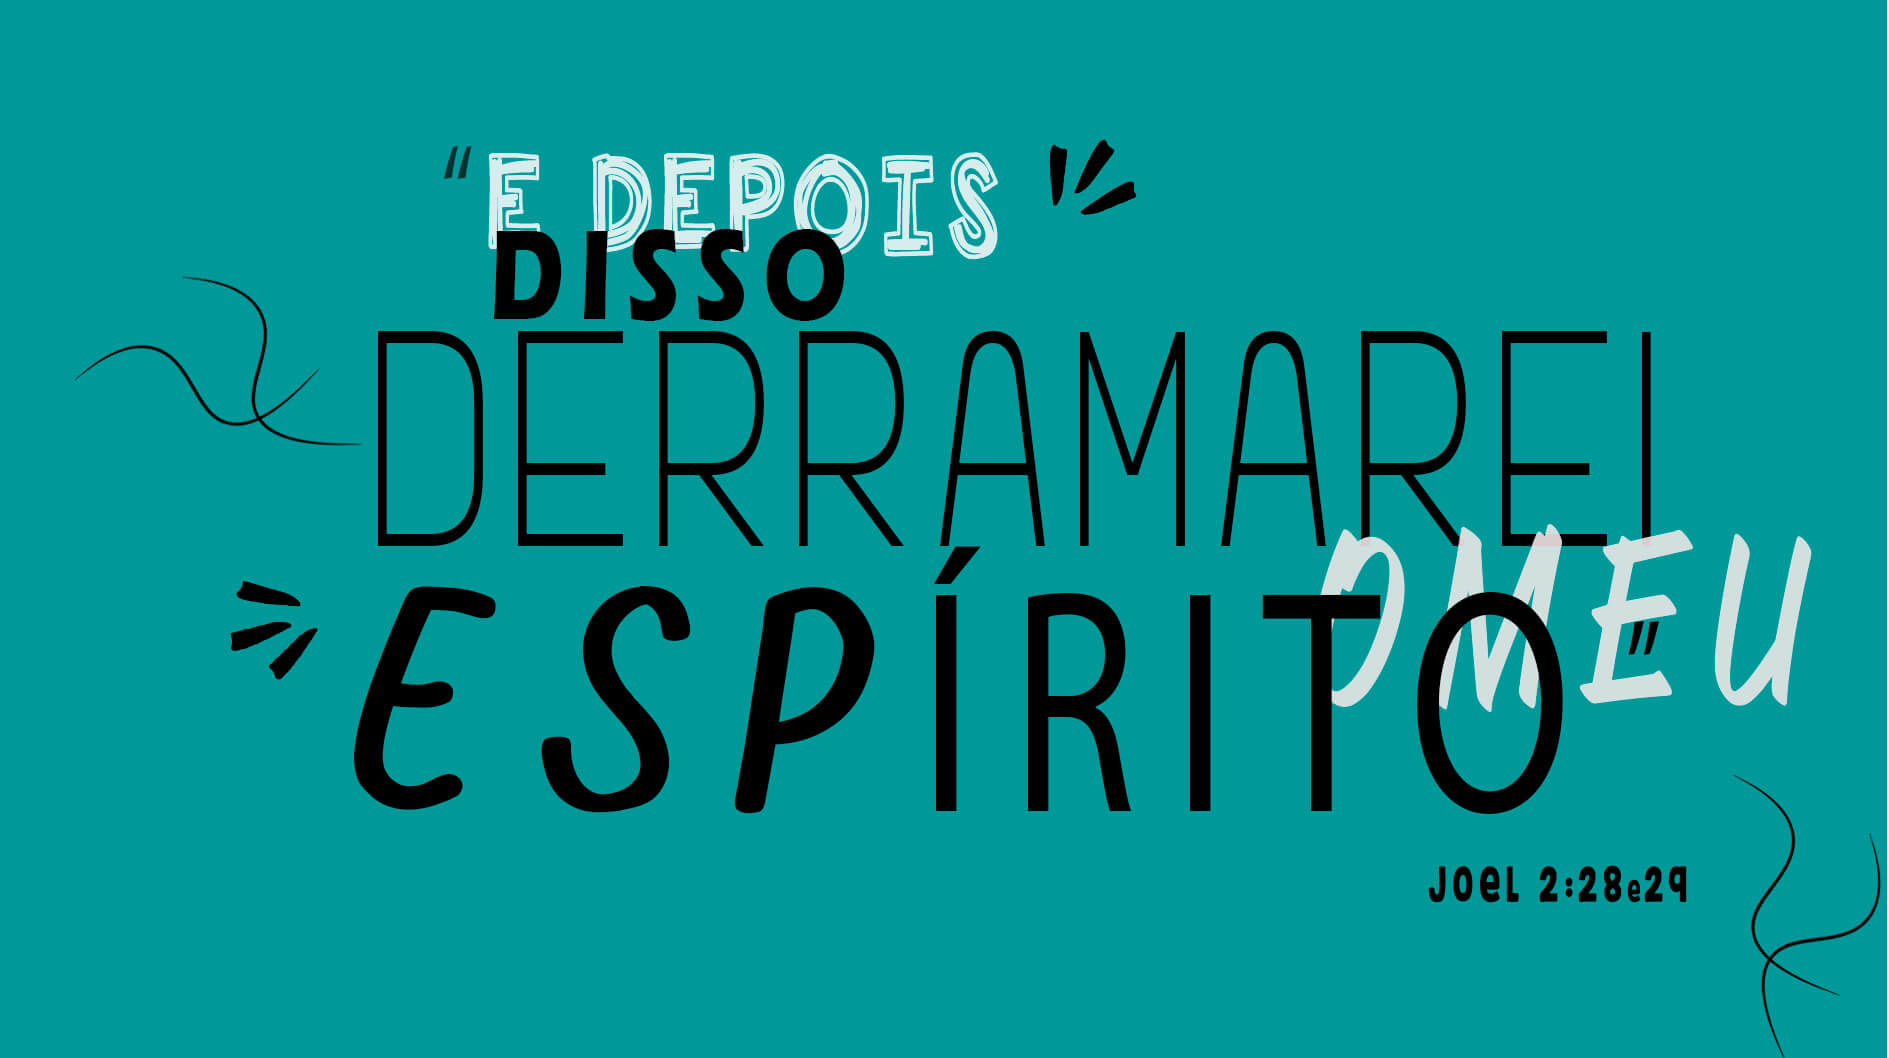 "E DEPOIS
DISSO
DERRAMAREI
O MEU
ESPÍRITO"
Joel 2:28e29